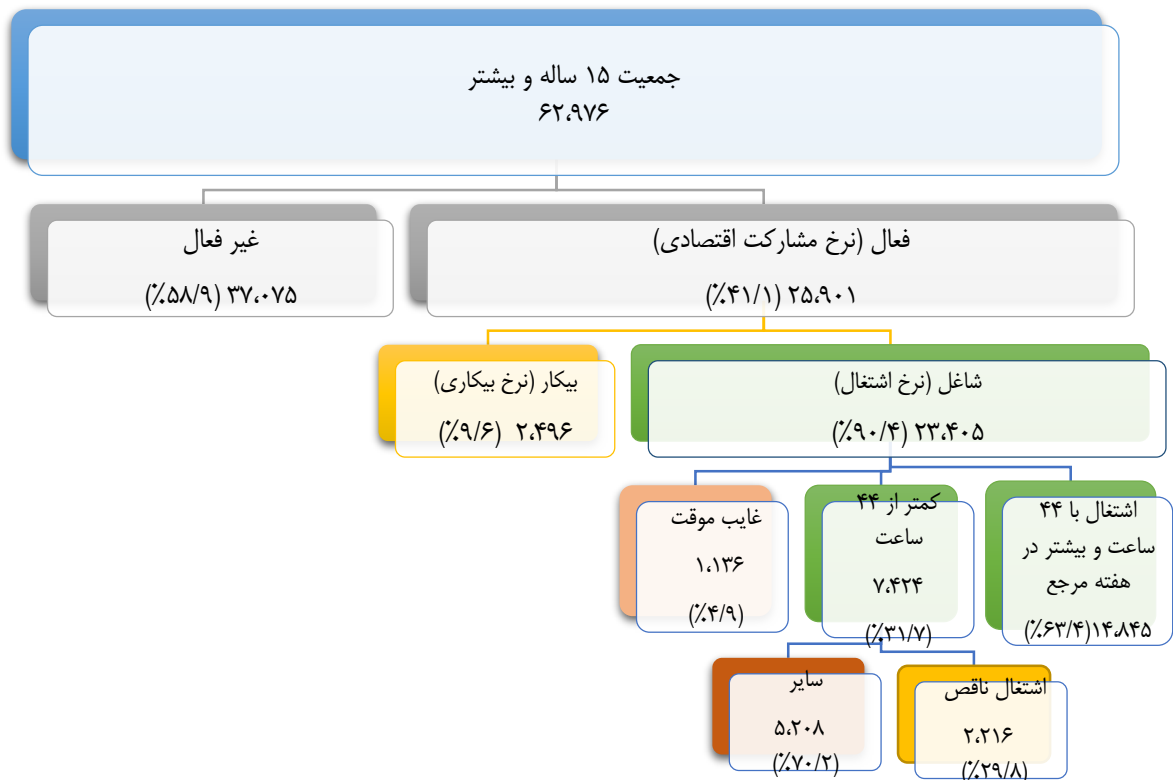 جمعیت ۱۵ ساله و بیشتر
۶۲،۹۷۶
فعال (نرخ مشارکت اقتصادی)
۲۵،۹۰۱ (٪۴۱/۱)
غیر فعال
۳۷،۰۷۵ (٪۵۸/۹)
شاغل (نرخ اشتغال)
۲۳،۴۰۵ (٪۹۰/۴)
بیکار (نرخ بیکاری)
۲،۴۹۶ (٪۹/۶)
اشتغال با ۴۴
ساعت و بیشتر در
هفته مرجع
۱۴،۸۴۵(٪۶۳/۴)
کمتر از ۴۴
ساعت
۷،۴۲۴
(٪۳۱/۷)
غایب موقت
۱،۱۳۶
(٪۴/۹)
اشتغال ناقص
۲،۲۱۶
(٪۲۹/۸)
سایر
۵،۲۰۸
(٪۷۰/۲)